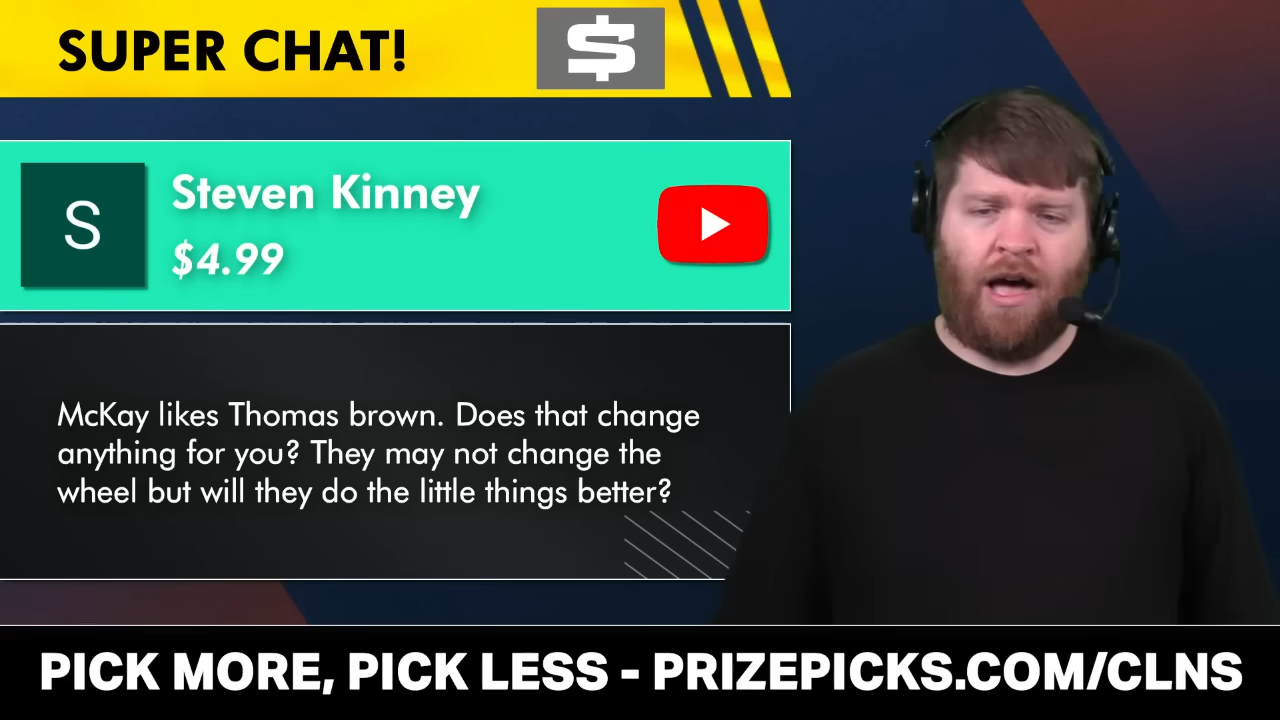 SUPER CHAT!
$
S
Steven Kinney
$4.99
McKay likes Thomas brown. Does that change
anything for you? They may not change the
wheel but will they do the little things better?
PICK MORE, PICK LESS - PRIZEPICKS.COM/CLNS